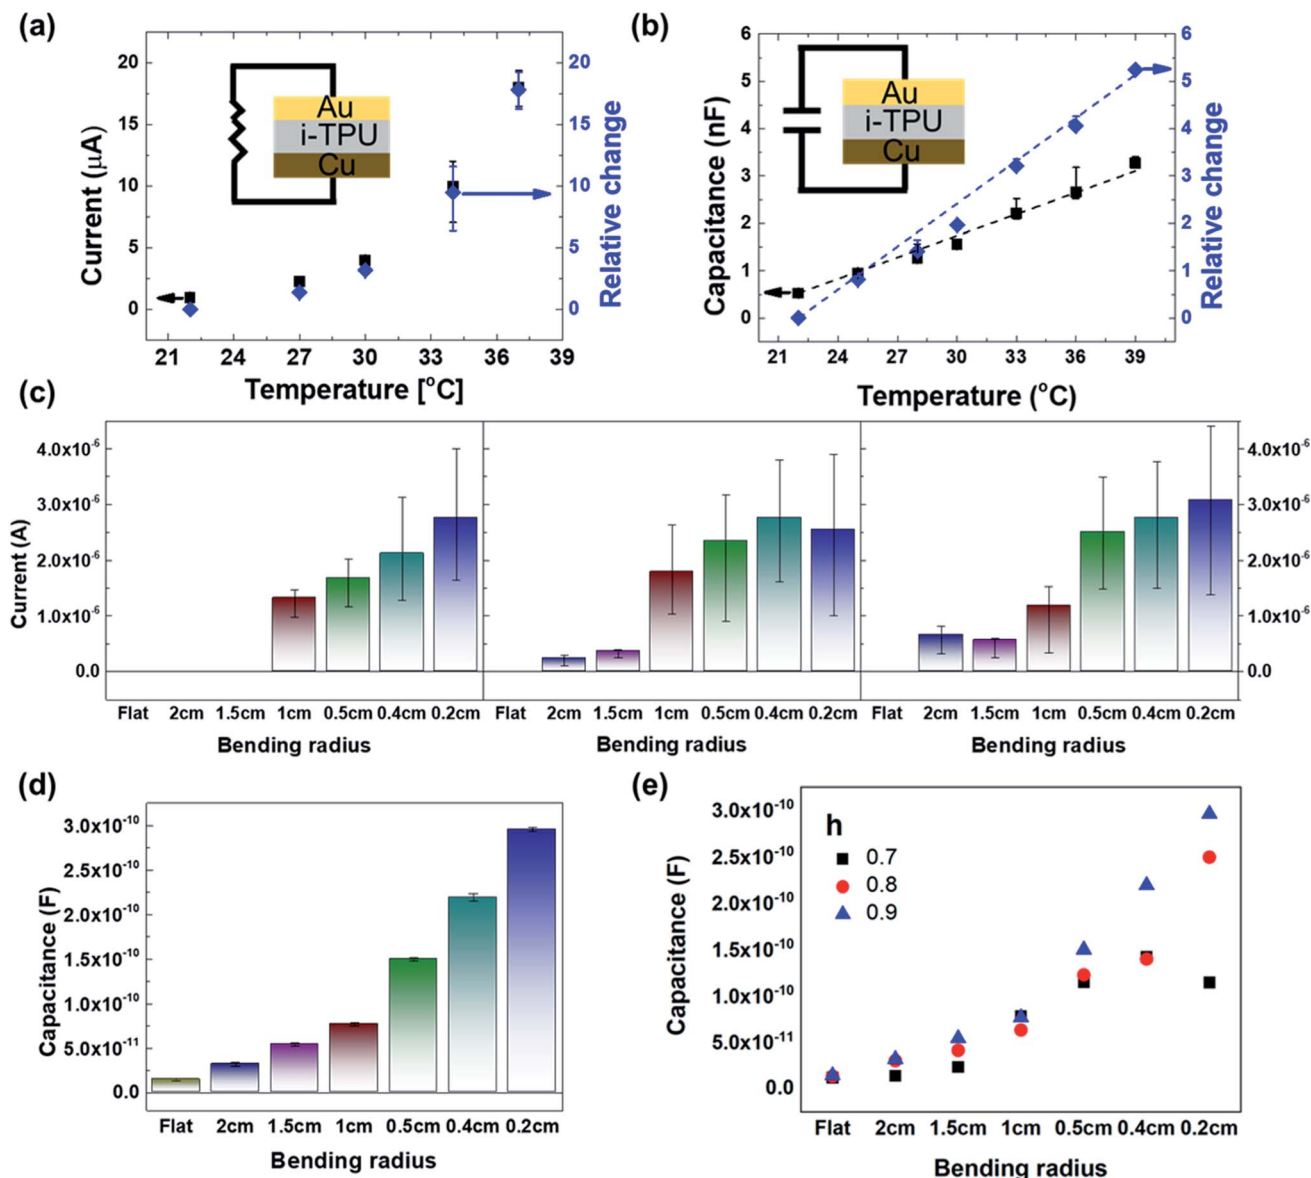 (a)
20
15
10
5
0
Current (μA)
Au
i-TPU
Cu
20
15
10
5
0
Relative change
21 24 27 30 33 36 39
Temperature [°C]
(b)
6
5
4
3
2
1
0
Capacitance (nF)
Au
i-TPU
Cu
6
5
4
3
2
1
0
Relative change
21 24 27 30 33 36 39
Temperature (°C)
(c)
4.0x10⁻⁶
3.0x10⁻⁶
2.0x10⁻⁶
1.0x10⁻⁶
0.0
Current (A)
4.0x10⁻⁶
3.0x10⁻⁶
2.0x10⁻⁶
1.0x10⁻⁶
0.0
Flat 2cm 1.5cm 1cm 0.5cm 0.4cm 0.2cm
Bending radius
Flat 2cm 1.5cm 1cm 0.5cm 0.4cm 0.2cm
Bending radius
Flat 2cm 1.5cm 1cm 0.5cm 0.4cm 0.2cm
Bending radius
(d)
3.0x10⁻¹⁰
2.5x10⁻¹⁰
2.0x10⁻¹⁰
1.5x10⁻¹⁰
1.0x10⁻¹⁰
5.0x10⁻¹¹
0.0
Capacitance (F)
Flat 2cm 1.5cm 1cm 0.5cm 0.4cm 0.2cm
Bending radius
(e)
3.0x10⁻¹⁰
2.5x10⁻¹⁰
2.0x10⁻¹⁰
1.5x10⁻¹⁰
1.0x10⁻¹⁰
5.0x10⁻¹¹
0.0
Capacitance (F)
h
0.7
0.8
0.9
Flat 2cm 1.5cm 1cm 0.5cm 0.4cm 0.2cm
Bending radius